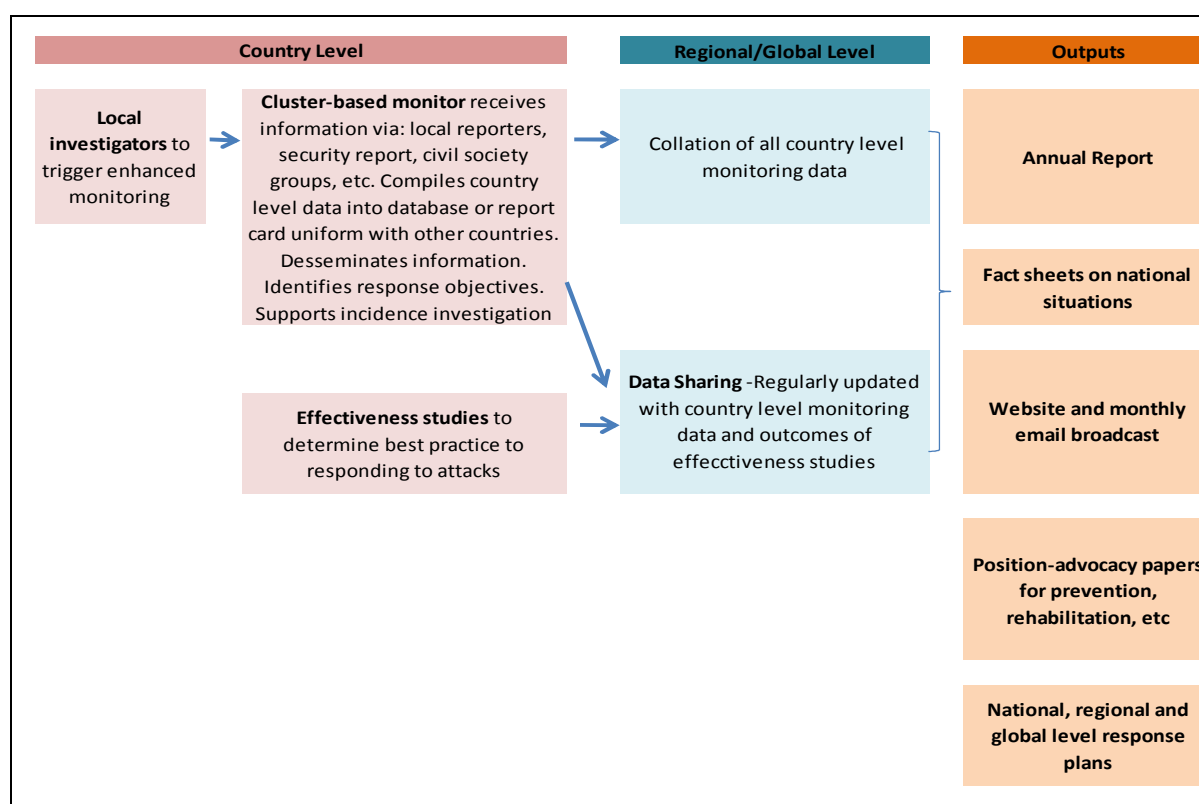 Country Level
Regional/Global Level
Outputs
Local
investigators to
trigger enhanced
monitoring
Cluster-based monitor receives
information via: local reporters,
security report, civil society
groups, etc. Compiles country
level data into database or report
card uniform with other countries.
Desseminates information.
Identifies response objectives.
Supports incidence investigation
Collation of all country level
monitoring data
Annual Report
Fact sheets on national
situations
Effectiveness studies to
determine best practice to
responding to attacks
Data Sharing -Regularly updated
with country level monitoring
data and outcomes of
effecctiveness studies
Website and monthly
email broadcast
Position-advocacy papers
for prevention,
rehabilitation, etc
National, regional and
global level response
plans